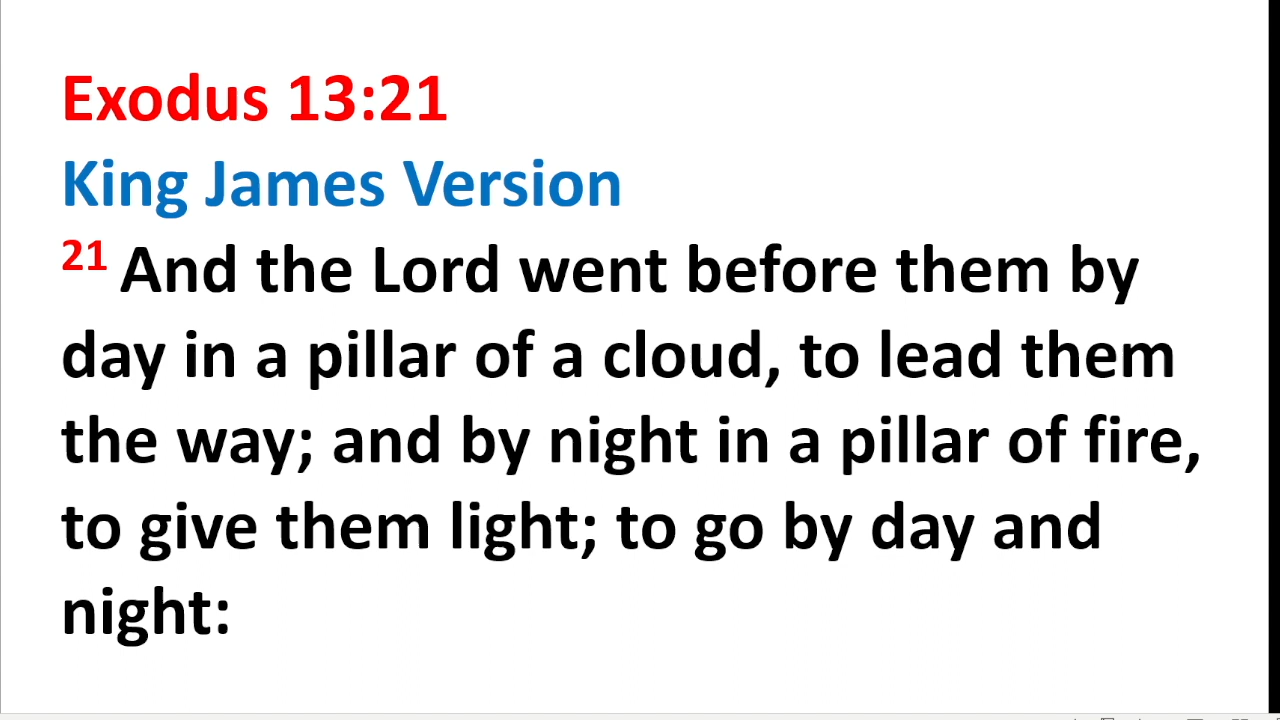 Exodus 13:21
King James Version
21 And the Lord went before them by
day in a pillar of a cloud, to lead them
the way; and by night in a pillar of fire,
to give them light; to go by day and
night: